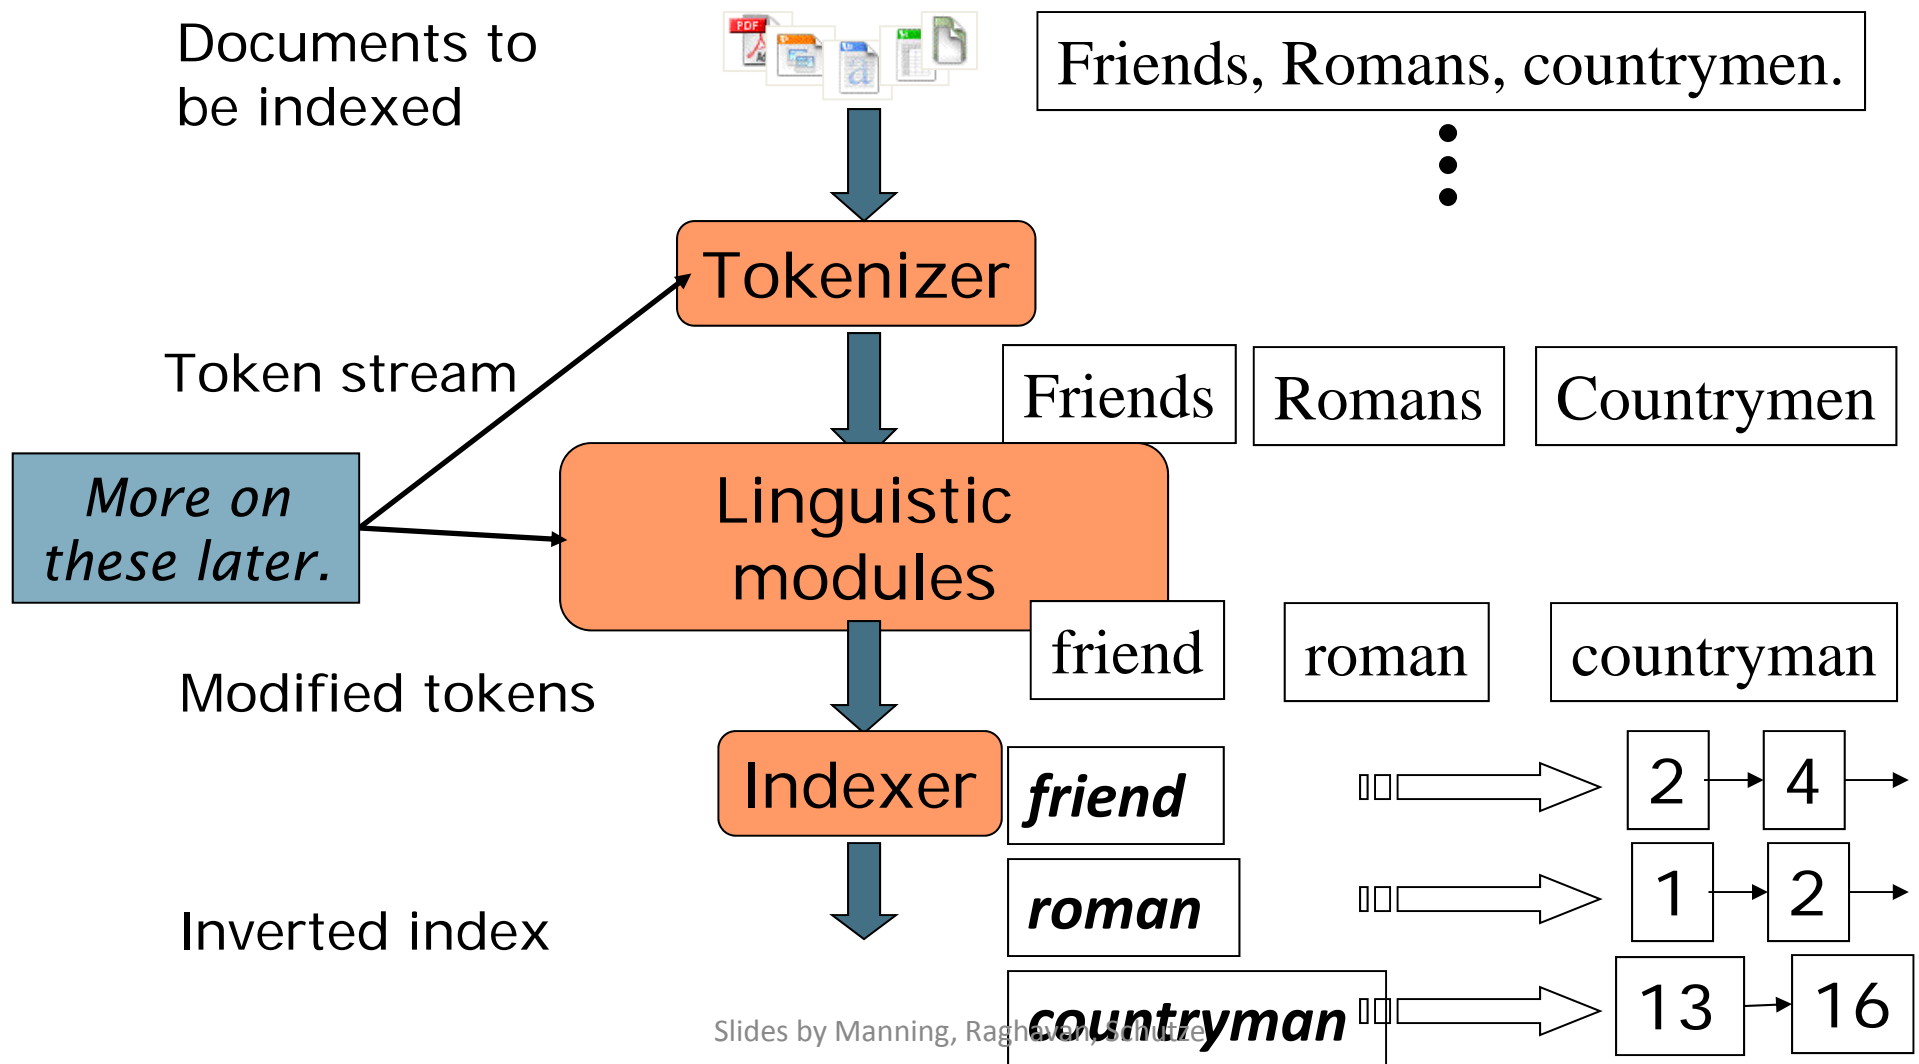 Documents to
be indexed
PDF
Friends, Romans, countrymen.
Tokenizer
Token stream
Friends
Romans
Countrymen
More on
these later.
Linguistic
modules
friend
roman
countryman
Modified tokens
Indexer
friend
2
4
roman
1
2
Inverted index
countryman
13
16
Slides by Manning, Raghavan, Schutze